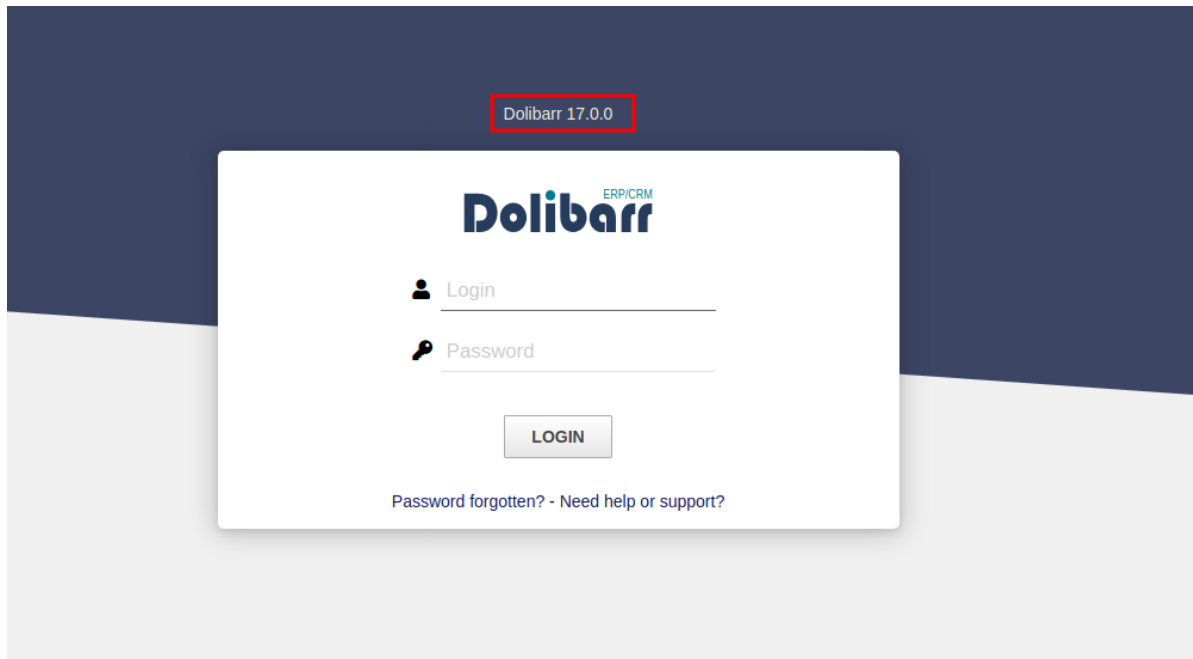 Dolibarr 17.0.0
ERP/CRM
Dolibarr
Login
Password
LOGIN
Password forgotten? - Need help or support?